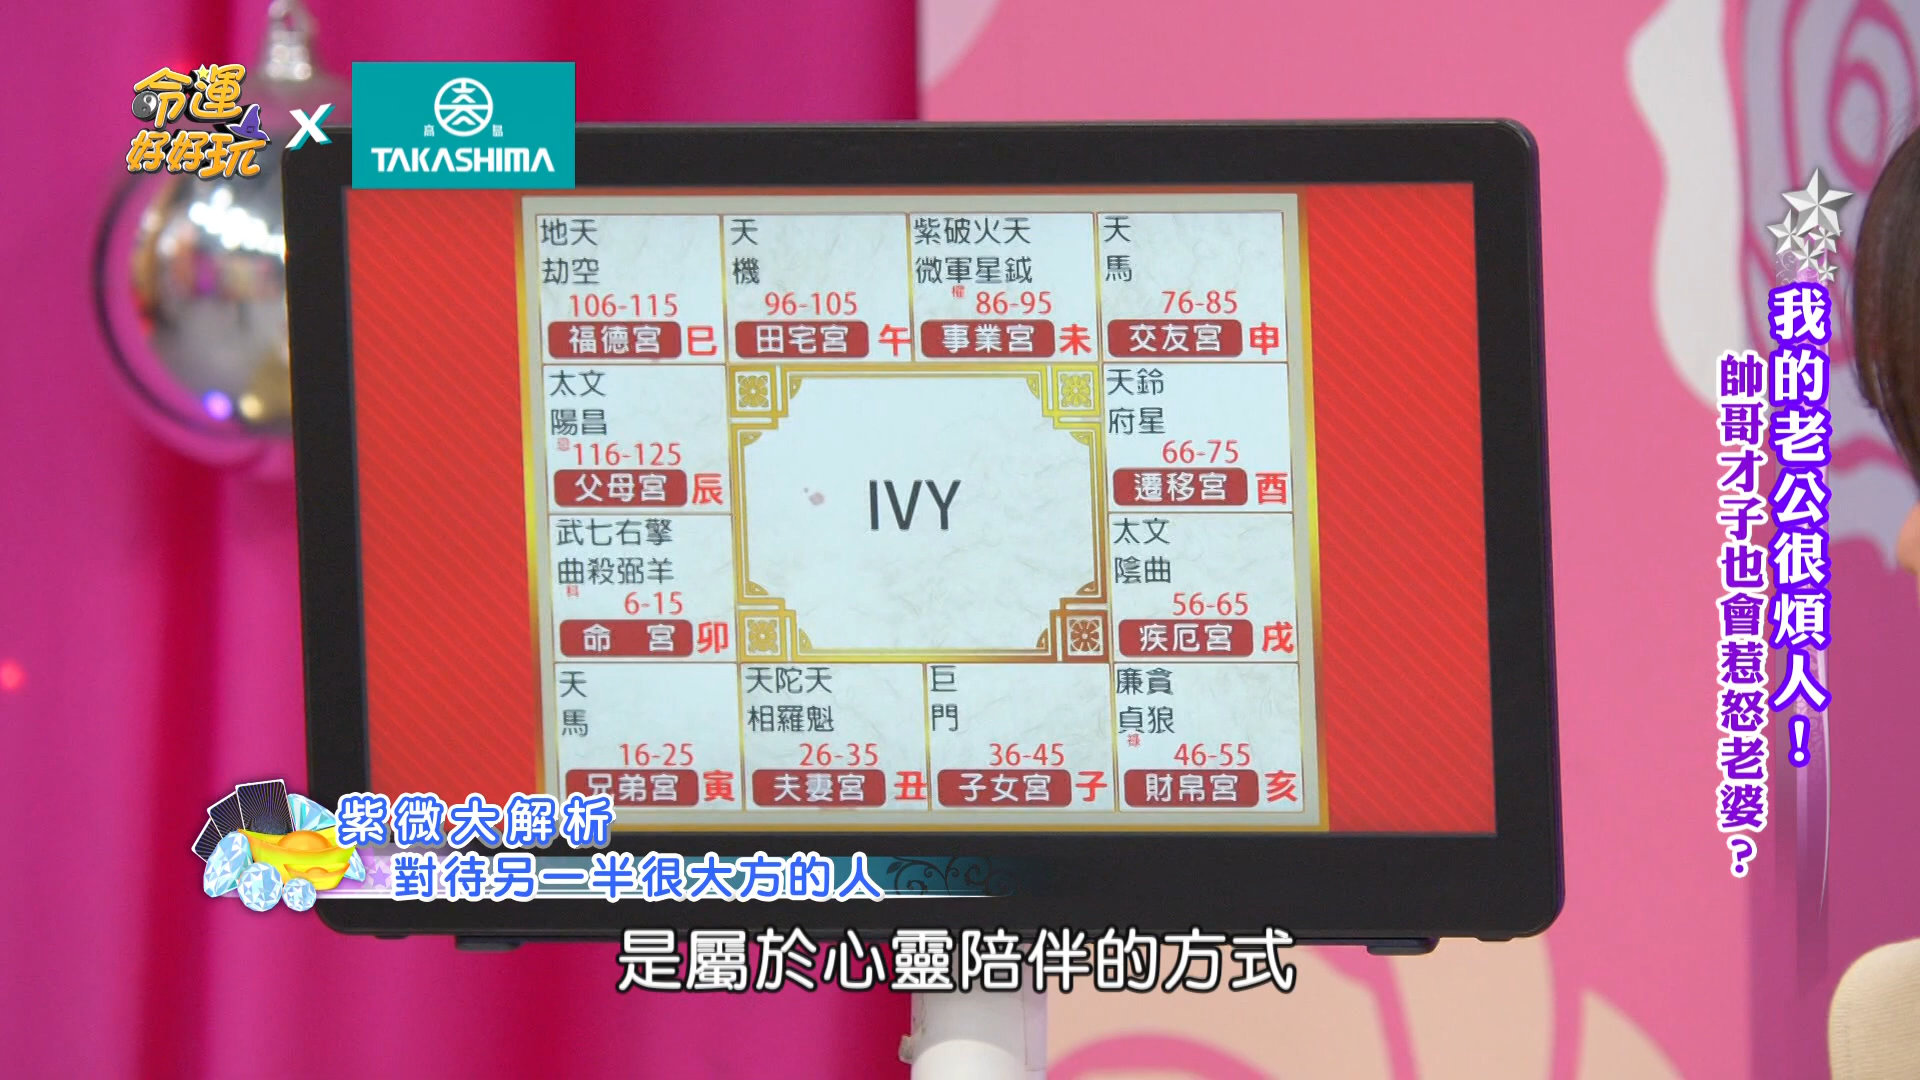 命運
好好玩
X
高島
TAKASHIMA
地天
劫空
106-115
福德宮 巳
天
機
96-105
田宅宮 午
紫破火天
微軍星鉞
權
86-95
事業宮 未
天
馬
76-85
交友宮 申
太文
陽昌
忌
116-125
父母宮 辰
IVY
天鈴
府星
66-75
遷移宮 酉
武七右擎
曲殺弼羊
科
6-15
命宮 卯
太文
陰曲
56-65
疾厄宮 戌
天
馬
16-25
兄弟宮 寅
天陀天
相羅魁
26-35
夫妻宮 丑
巨
門
36-45
子女宮 子
廉貪
貞狼
祿
46-55
財帛宮 亥
我的老公很煩人!
帥哥才子也會惹怒老婆?
紫微大解析
對待另一半很大方的人
是屬於心靈陪伴的方式